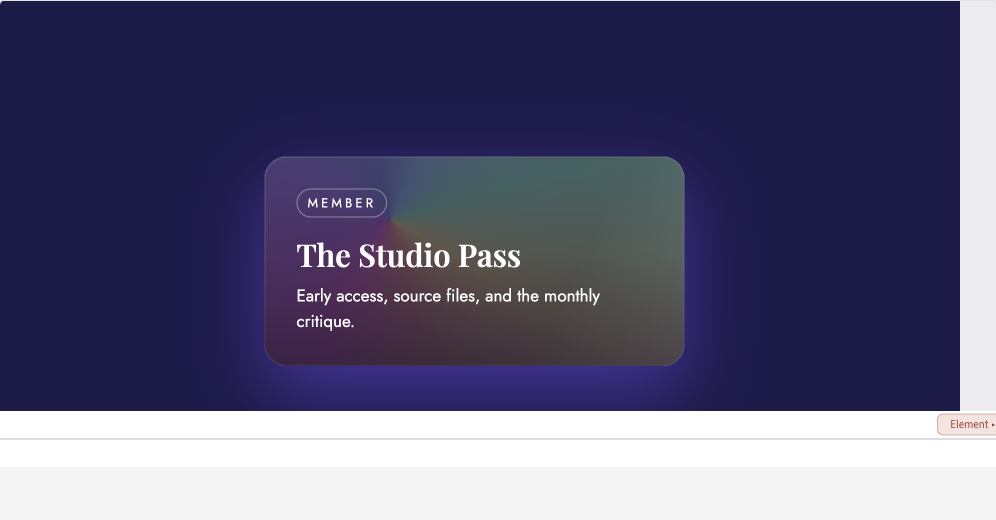 MEMBER
The Studio Pass
Early access, source files, and the monthly
critique.
Element